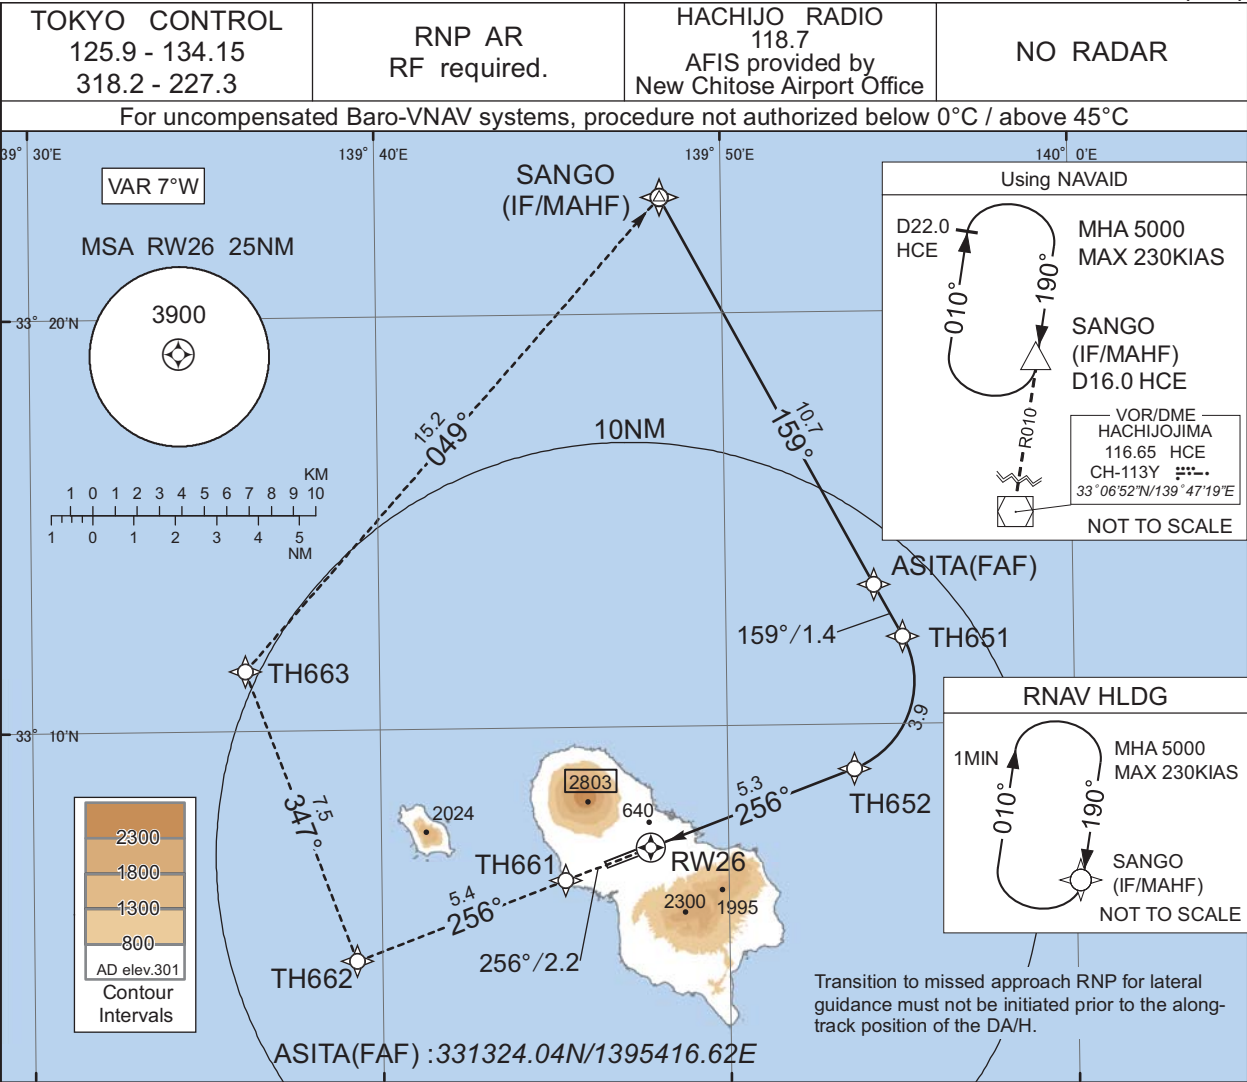 TOKYO CONTROL
125.9 - 134.15
318.2 - 227.3
RNP AR
RF required.
HACHIJO RADIO
118.7
AFIS provided by
New Chitose Airport Office
NO RADAR
For uncompensated Baro-VNAV systems, procedure not authorized below 0°C / above 45°C
39° 30'E
139° 40'E
139° 50'E
140° 0'E
VAR 7°W
MSA RW26 25NM
3900
33° 20'N
KM
1 0 1 2 3 4 5 6 7 8 9 10
1 0 1 2 3 4 5
NM
SANGO
(IF/MAHF)
15.2
049°
10.7
159°
10NM
Using NAVAID
D22.0
HCE
MHA 5000
MAX 230KIAS
010°
190°
SANGO
(IF/MAHF)
D16.0 HCE
R010
VOR/DME
HACHIJOJIMA
116.65 HCE
CH-113Y
33°06'52"N/139°47'19"E
NOT TO SCALE
ASITA(FAF)
159°/1.4
TH651
TH663
3.9
33° 10'N
TH652
5.3
256°
2803
640
2024
RW26
TH661
2300
1995
7.5
347°
5.4
256°
256°/2.2
TH662
RNAV HLDG
1MIN
MHA 5000
MAX 230KIAS
010°
190°
SANGO
(IF/MAHF)
NOT TO SCALE
2300
1800
1300
800
AD elev.301
Contour
Intervals
Transition to missed approach RNP for lateral
guidance must not be initiated prior to the along-
track position of the DA/H.
ASITA(FAF) :331324.04N/1395416.62E